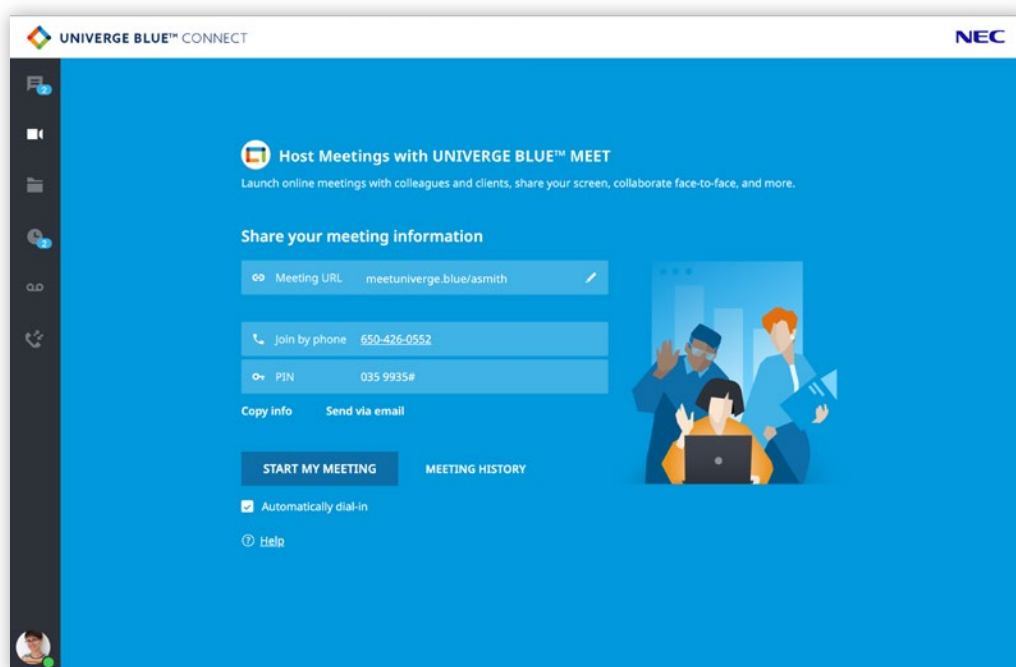 UNIVERGE BLUE™ CONNECT
NEC
2
Host Meetings with UNIVERGE BLUE™ MEET
Launch online meetings with colleagues and clients, share your screen, collaborate face-to-face, and more.
Share your meeting information
Meeting URL meetuniverge.blue/asmith
2
Join by phone 650-426-0552
PIN 035 9935#
Copy info Send via email
START MY MEETING MEETING HISTORY
Automatically dial-in
Help